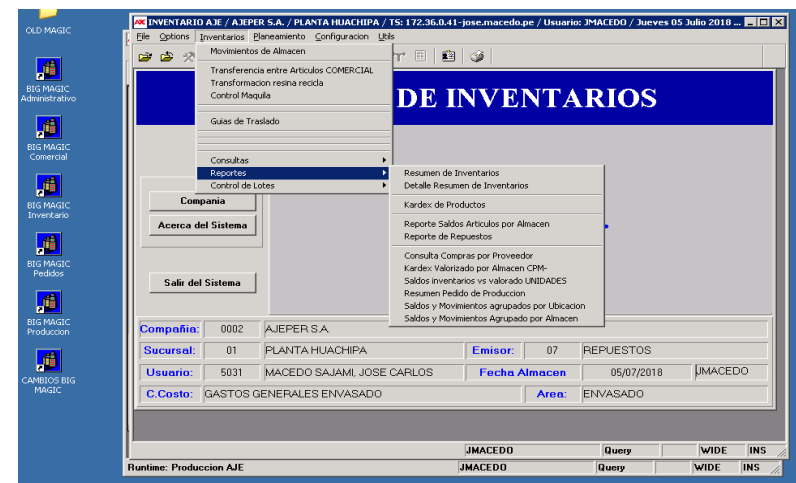 OLD MAGIC
BIG MAGIC
Administrativo
BIG MAGIC
Comercial
BIG MAGIC
Inventario
BIG MAGIC
Pedidos
BIG MAGIC
Produccion
CAMBIOS BIG
MAGIC
INVENTARIO AJE / AJEPER S.A. / PLANTA HUACHIPA / TS: 172.36.0.41-jose.macedo.pe / Usuario: JMACEDO / Jueves 05 Julio 2018 ...
File Options Inventarios Planeamiento Configuracion Utils
Movimientos de Almacen
Transferencia entre Articulos COMERCIAL
Transformacion resina recicla
Control Maquila
Guias de Traslado
Consultas
Reportes
Control de Lotes
DE INVENTARIOS
Resumen de Inventarios
Detalle Resumen de Inventarios
Kardex de Productos
Reporte Saldos Articulos por Almacen
Reporte de Repuestos
Consulta Compras por Proveedor
Kardex Valorizado por Almacen CPM-
Saldos inventarios vs valorado UNIDADES
Resumen Pedido de Produccion
Saldos y Movimientos agrupados por Ubicacion
Saldos y Movimientos Agrupado por Almacen
Compania
Acerca del Sistema
Salir del Sistema
Compañia: 0002 AJEPER S.A.
Sucursal: 01 PLANTA HUACHIPA Emisor: 07 REPUESTOS
Usuario: 5031 MACEDO SAJAMI, JOSE CARLOS Fecha Almacen 05/07/2018 JMACEDO
C.Costo: GASTOS GENERALES ENVASADO Area: ENVASADO
JMACEDO Query WIDE INS
Runtime: Produccion AJE JMACEDO Query WIDE INS